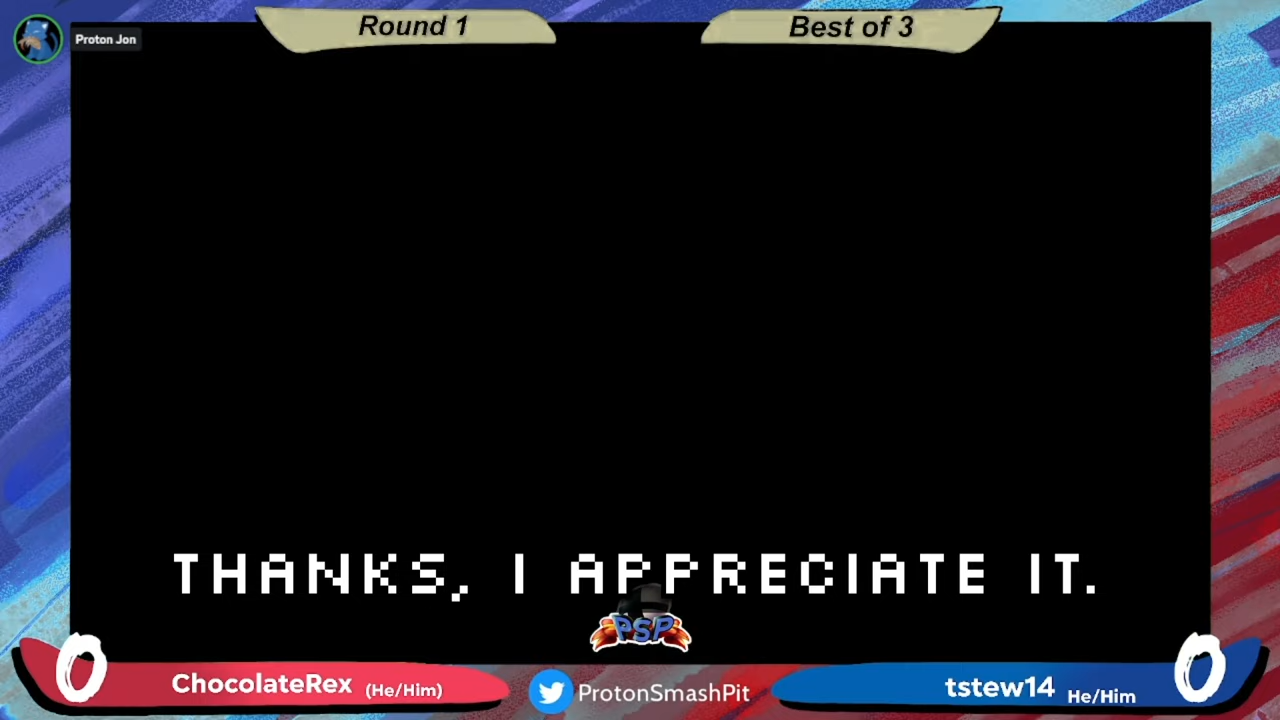 Proton Jon
Round 1
Best of 3
THANKS, I APPRECIATE IT.
PSP
0
ChocolateRex (He/Him)
ProtonSmashPit
tstew14 He/Him
0